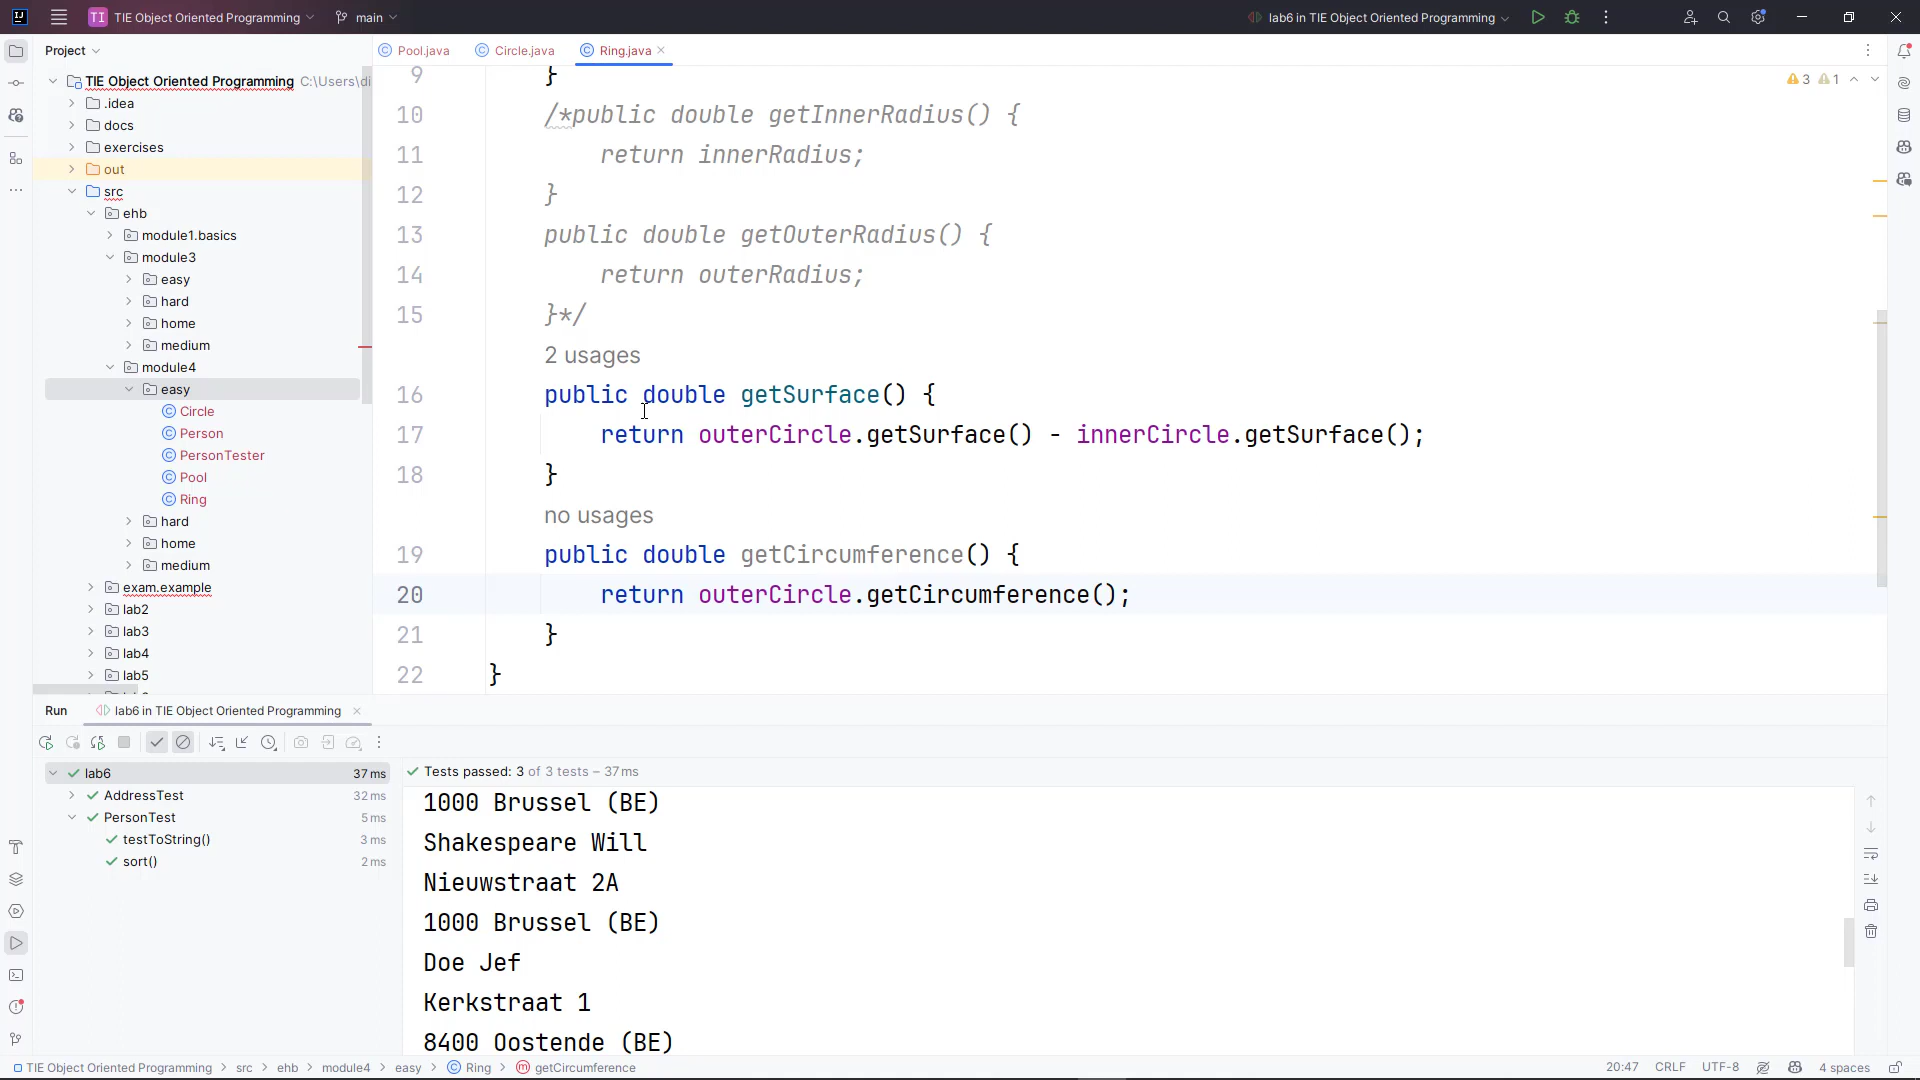 TI TIE Object Oriented Programming main lab6 in TIE Object Oriented Programming
Project
Pool.java Circle.java Ring.java
TIE Object Oriented Programming C:\Users\di
.idea
docs
exercises
out
src
ehb
module1.basics
module3
easy
hard
home
medium
module4
easy
Circle
Person
PersonTester
Pool
Ring
hard
home
medium
exam.example
lab2
lab3
lab4
lab5
3 1
9 }
10 /*public double getInnerRadius() {
11 return innerRadius;
12 }
13 public double getOuterRadius() {
14 return outerRadius;
15 }*/
2 usages
16 public double getSurface() {
17 return outerCircle.getSurface() - innerCircle.getSurface();
18 }
no usages
19 public double getCircumference() {
20 return outerCircle.getCircumference();
21 }
22 }
Run lab6 in TIE Object Oriented Programming
lab6 37 ms
AddressTest 32 ms
PersonTest 5 ms
testToString() 3 ms
sort() 2 ms
Tests passed: 3 of 3 tests – 37 ms
1000 Brussel (BE)
Shakespeare Will
Nieuwstraat 2A
1000 Brussel (BE)
Doe Jef
Kerkstraat 1
8400 Oostende (BE)
TIE Object Oriented Programming > src > ehb > module4 > easy > Ring > getCircumference 20:47 CRLF UTF-8 4 spaces